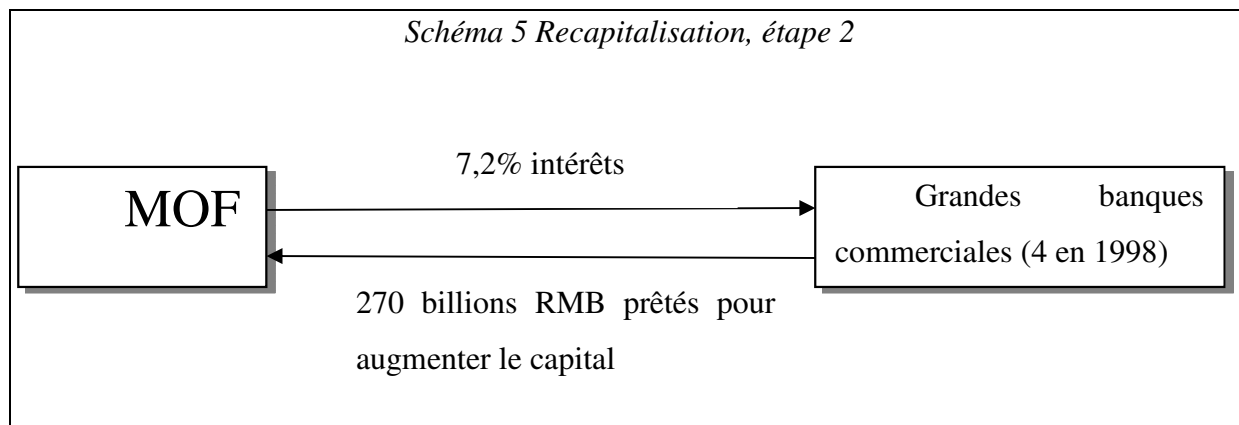 Schéma 5 Recapitalisation, étape 2
7,2% intérêts
MOF
Grandes banques
commerciales (4 en 1998)
270 billions RMB prêtés pour
augmenter le capital